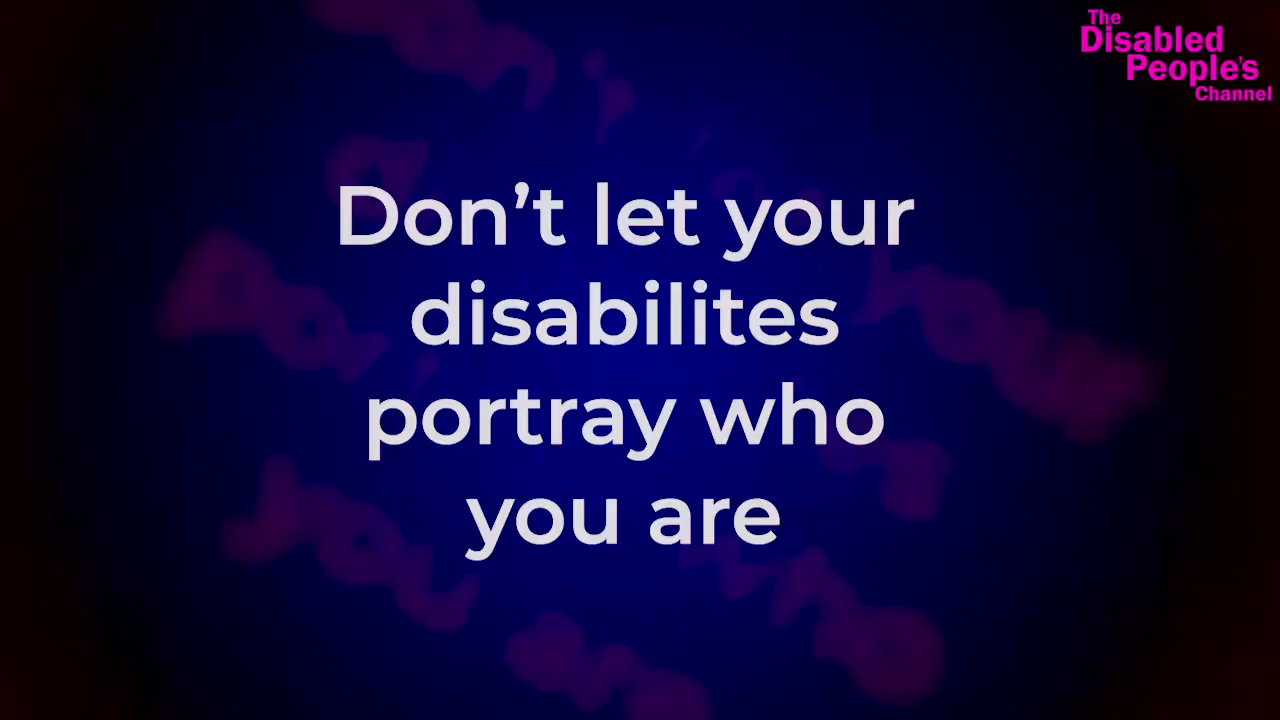 The
Disabled
People's
Channel
Don’t let your
disabilites
portray who
you are